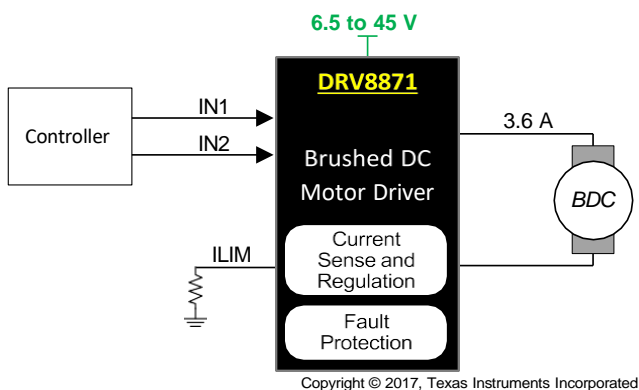 6.5 to 45 V
DRV8871
Controller
IN1
IN2
3.6 A
Brushed DC
Motor Driver
BDC
ILIM
Current
Sense and
Regulation
Fault
Protection
Copyright © 2017, Texas Instruments Incorporated